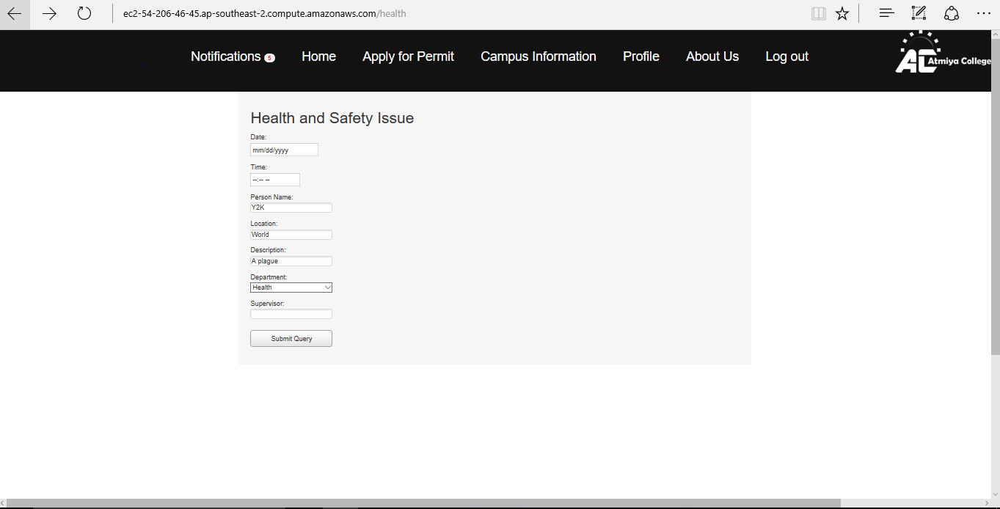 ec2-54-206-46-45.ap-southeast-2.compute.amazonaws.com/health
Notifications 5 Home Apply for Permit Campus Information Profile About Us Log out
AC Atmiya College
Health and Safety Issue
Date:
mm/dd/yyyy
Time:
--:-- --
Person Name:
Y2K
Location:
World
Description:
A plague
Department:
Health
Supervisor:
Submit Query